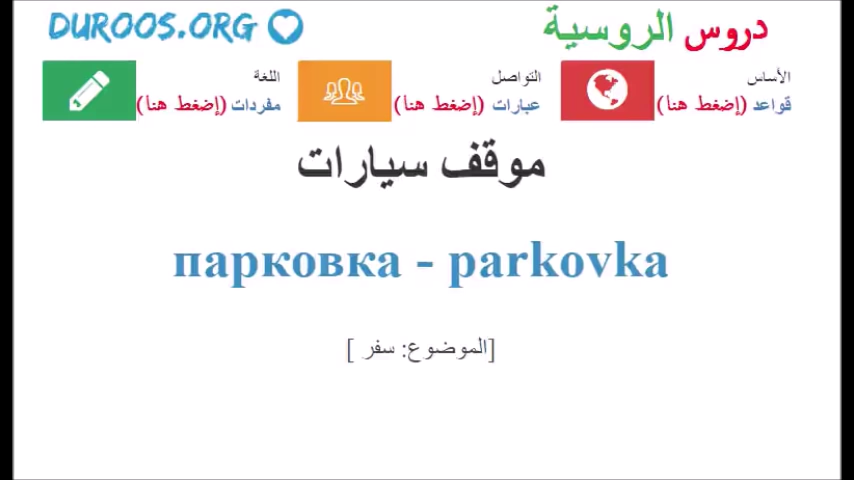 DUROOS.ORG
دروس الروسية
الأساس
قواعد (إضغط هنا)
التواصل
عبارات (إضغط هنا)
اللغة
مفردات (إضغط هنا)
موقف سيارات
парковка - parkovka
[الموضوع: سفر ]